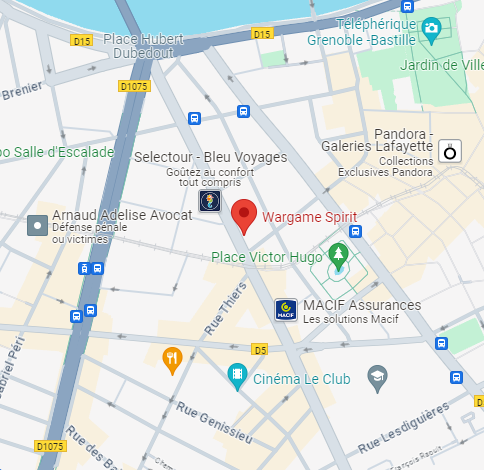 Téléphérique
Grenoble -Bastille
Place Hubert
Dubedout
D15
D15
Jardin de Ville
D1075
Brenier
Pandora -
Galeries Lafayette
Collections
Exclusives Pandora
po Salle d'Escalade
Selectour - Bleu Voyages
Goûtez au confort
tout compris
Arnaud Adelise Avocat
Défense pénale
ou victimes
Wargame Spirit
Place Victor Hugo
Rue Thiers
MACIF Assurances
Les solutions Macif
MACIF
D5
Gabriel Péri
Cinéma Le Club
Rue Genissieu
Rue Lesdiguières
D1075
Rue des Ba
D